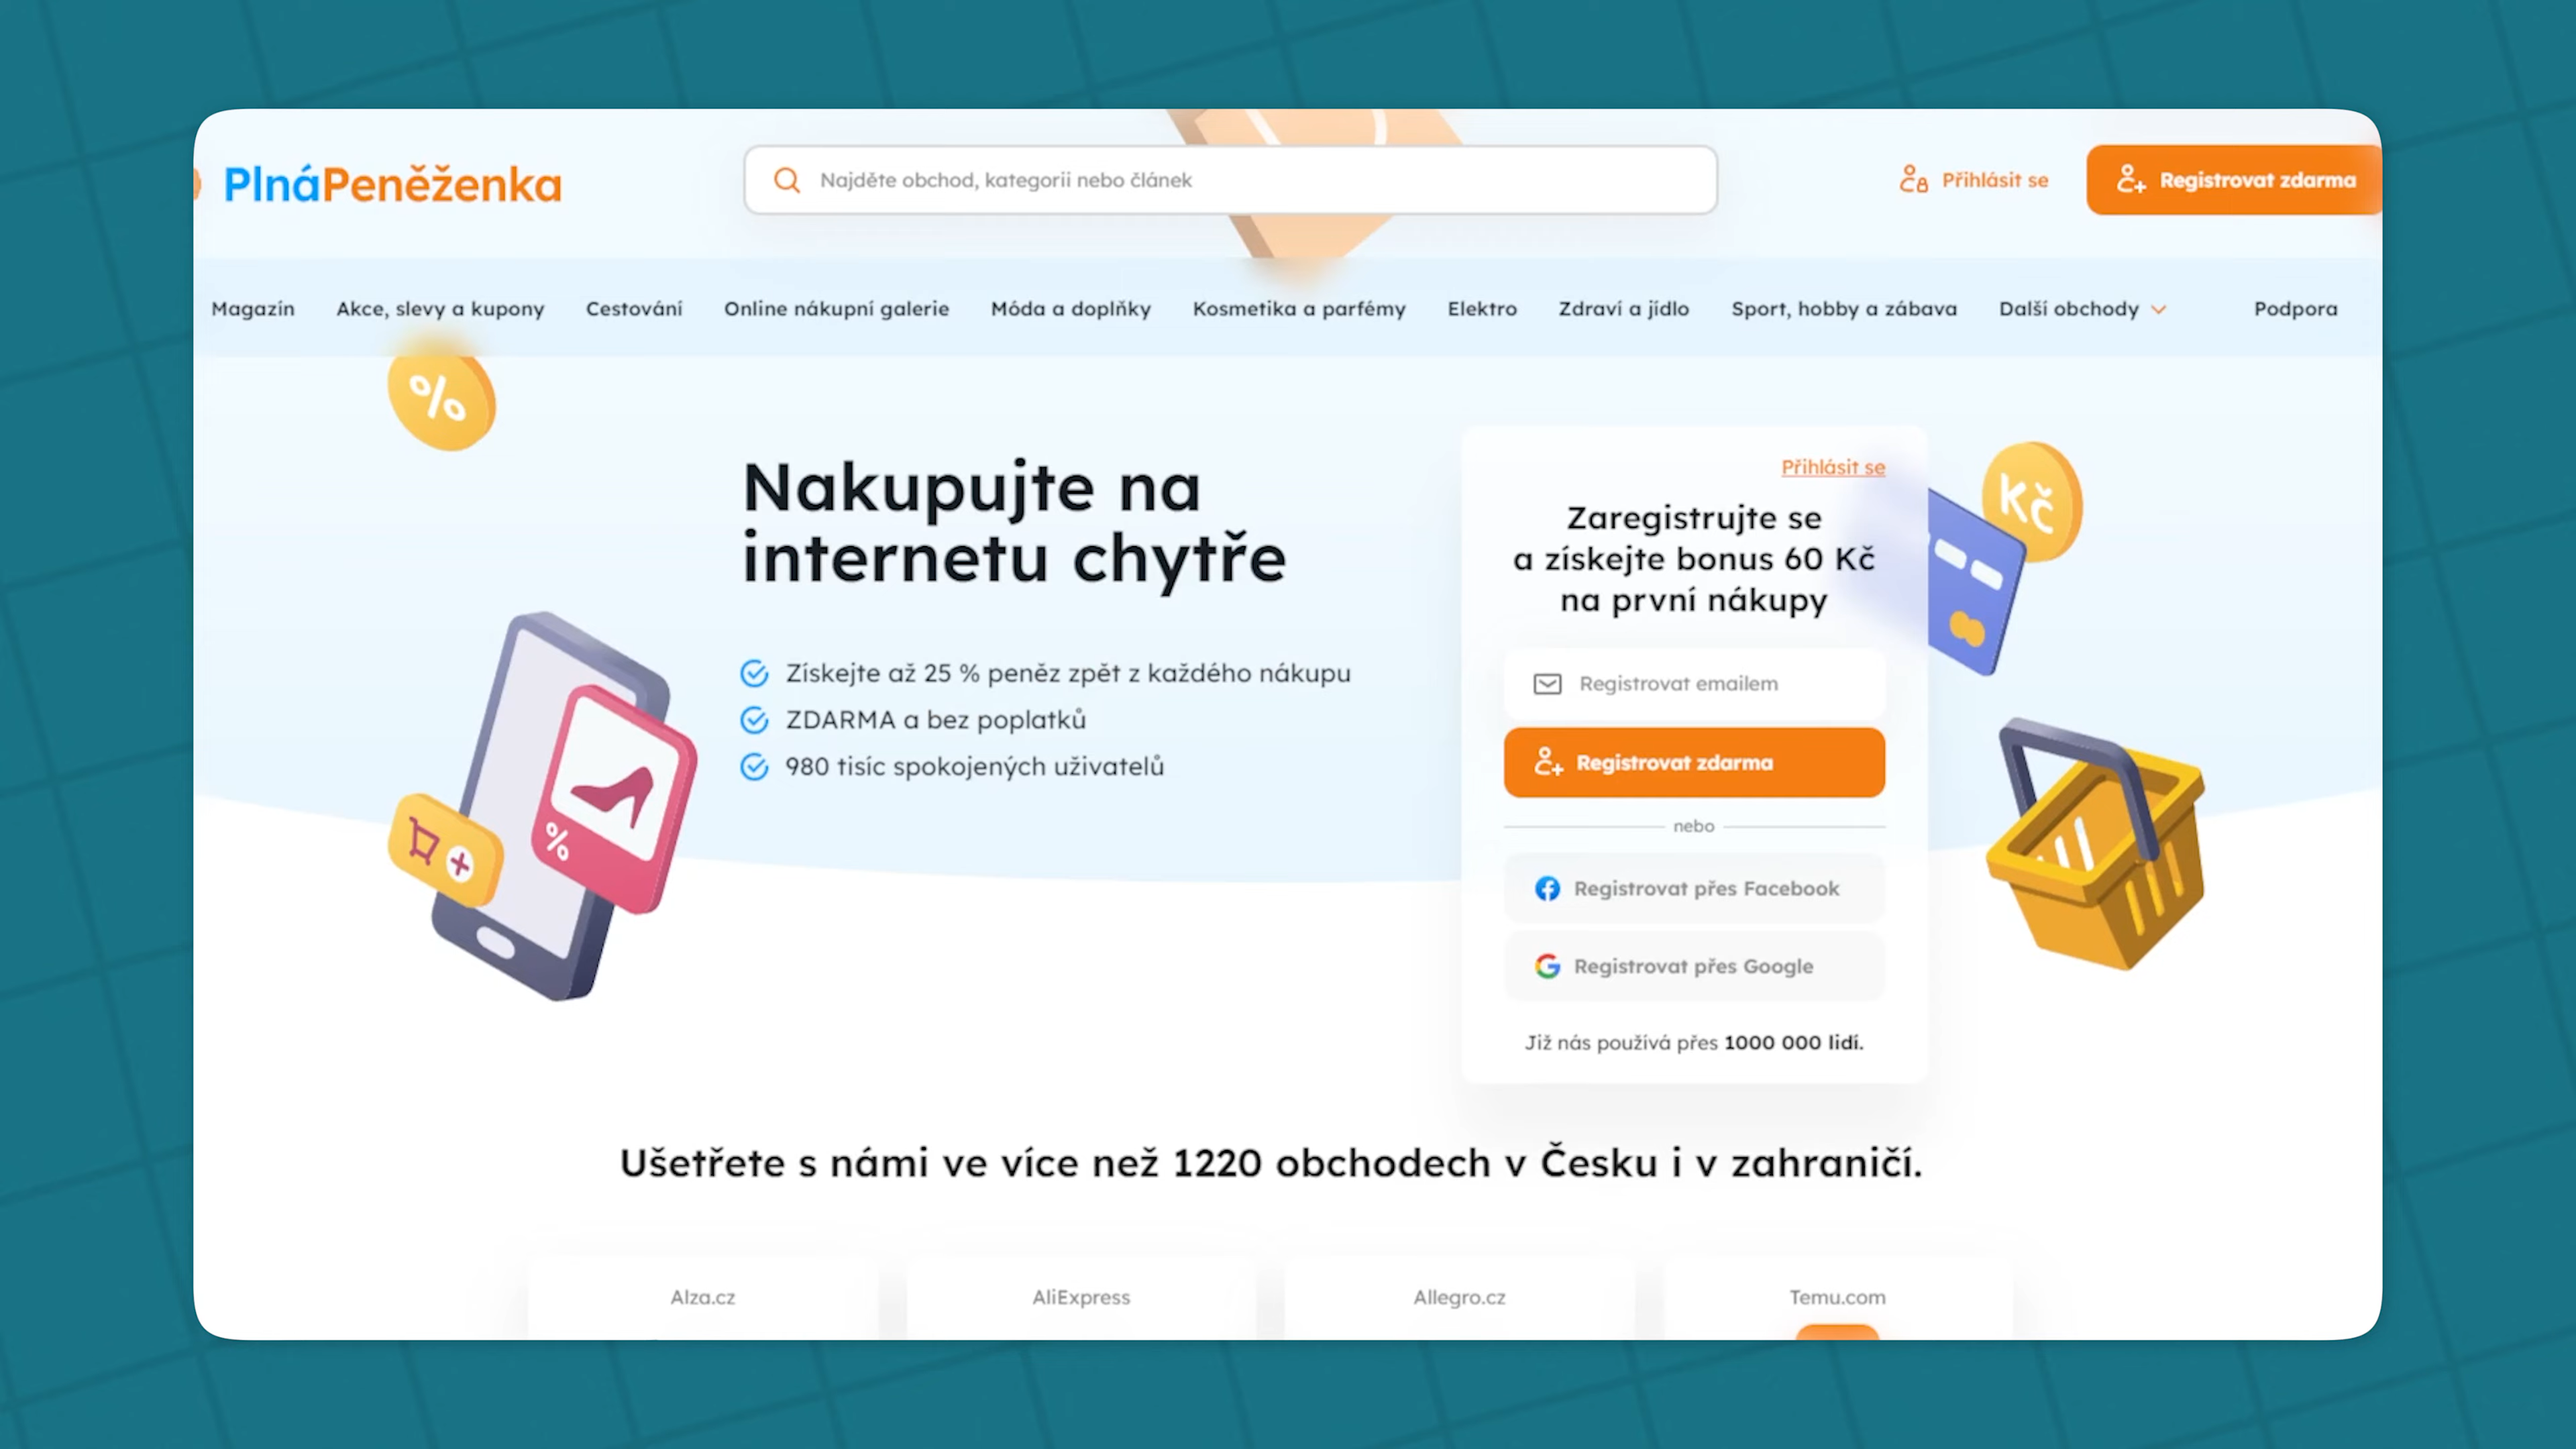 PlnáPeněženka
Najděte obchod, kategorii nebo článek
Přihlásit se
Registrovat zdarma
Magazín
Akce, slevy a kupony
Cestování
Online nákupní galerie
Móda a doplňky
Kosmetika a parfémy
Elektro
Zdraví a jídlo
Sport, hobby a zábava
Další obchody
Podpora
%
Nakupujte na
internetu chytře
Získejte až 25 % peněz zpět z každého nákupu
ZDARMA a bez poplatků
980 tisíc spokojených uživatelů
%
Přihlásit se
Zaregistrujte se
a získejte bonus 60 Kč
na první nákupy
Registrovat emailem
Registrovat zdarma
nebo
Registrovat přes Facebook
Registrovat přes Google
Již nás používá přes 1000 000 lidí.
Kč
Ušetřete s námi ve více než 1220 obchodech v Česku i v zahraničí.
Alza.cz
AliExpress
Allegro.cz
Temu.com